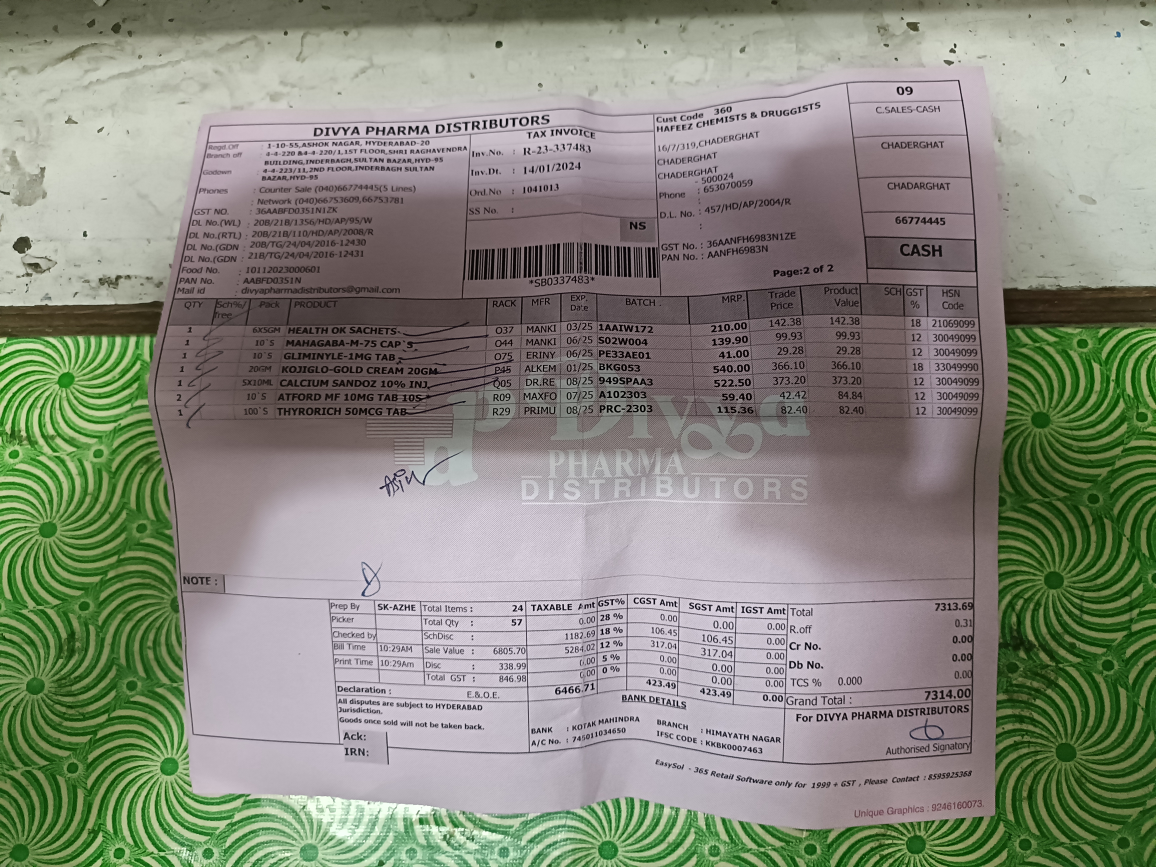 DIVYA PHARMA DISTRIBUTORS
Regd.Off : 1-10-55,ASHOK NAGAR, HYDERABAD-20
Branch off : 4-4-220 &4-4-220/1,1ST FLOOR,SHRI RAGHAVENDRA
BUILDING,INDERBAGH,SULTAN BAZAR,HYD-95
Godown : 4-4-223/11,2ND FLOOR,INDERBAGH SULTAN
BAZAR,HYD-95
Phones : Counter Sale (040)66774445(5 Lines)
: Network (040)66753609,66753781
GST NO. : 36AABFD0351N1ZK
DL No.(WL) : 20B/21B/1356/HD/AP/95/W
DL No.(RTL) : 20B/21B/110/HD/AP/2008/R
DL No.(GDN : 20B/TG/24/04/2016-12430
DL No.(GDN : 21B/TG/24/04/2016-12431
Food No. : 10112023000601
PAN No. : AABFD0351N
Mail id : divyapharmadistributors@gmail.com
TAX INVOICE
Inv.No. : R-23-337483
Inv.Dt. : 14/01/2024
Ord.No : 1041013
SS No. :
NS
*SB0337483*
Cust Code 360
HAFEEZ CHEMISTS & DRUGGISTS
16/7/319,CHADERGHAT
CHADERGHAT
CHADERGHAT
- 500024
Phone : 653070059
D.L. No. : 457/HD/AP/2004/R
:
GST No. : 36AANFH6983N1ZE
PAN No. : AANFH6983N
Page:2 of 2
09
C.SALES-CASH
CHADERGHAT
CHADARGHAT
66774445
CASH
QTY Sch%/free Pack PRODUCT RACK MFR EXP. Date BATCH . MRP. Trade Price Product Value SCH GST % HSN Code
1 6X5GM HEALTH OK SACHETS O37 MANKI 03/25 1AAIW172 210.00 142.38 142.38 18 21069099
1 10`S MAHAGABA-M-75 CAP`S O44 MANKI 06/25 S02W004 139.90 99.93 99.93 12 30049099
1 10`S GLIMINYLE-1MG TAB O75 ERINY 06/25 PE33AE01 41.00 29.28 29.28 12 30049099
1 20GM KOJIGLO-GOLD CREAM 20GM P45 ALKEM 01/25 BKG053 540.00 366.10 366.10 18 33049990
1 5X10ML CALCIUM SANDOZ 10% INJ Q05 DR.RE 08/25 949SPAA3 522.50 373.20 373.20 12 30049099
2 10`S ATFORD MF 10MG TAB 10S R09 MAXFO 07/25 A102303 59.40 42.42 84.84 12 30049099
1 100`S THYRORICH 50MCG TAB R29 PRIMU 08/25 PRC-2303 115.36 82.40 82.40 12 30049099
Divya
PHARMA
DISTRIBUTORS
NOTE :
Prep By SK-AZHE
Picker
Checked by
Bill Time 10:29AM
Print Time 10:29Am
Total Items : 24
Total Qty : 57
SchDisc :
Sale Value : 6805.70
Disc : 338.99
Total GST : 846.98
TAXABLE Amt GST% CGST Amt SGST Amt IGST Amt
0.00 28 % 0.00 0.00 0.00
1182.69 18 % 106.45 106.45 0.00
5284.02 12 % 317.04 317.04 0.00
0.00 5 % 0.00 0.00 0.00
0.00 0 % 0.00 0.00 0.00
6466.71 423.49 423.49 0.00
Total 7313.69
R.off 0.31
Cr No. 0.00
Db No. 0.00
TCS % 0.000 0.00
Grand Total : 7314.00
Declaration : E.&.O.E.
All disputes are subject to HYDERABAD
Jurisdiction.
Goods once sold will not be taken back.
Ack:
IRN:
BANK DETAILS
BANK : KOTAK MAHINDRA BRANCH : HIMAYATH NAGAR
A/C No. : 745011034650 IFSC CODE : KKBK0007463
For DIVYA PHARMA DISTRIBUTORS
Authorised Signatory
EasySol - 365 Retail Software only for 1999 + GST , Please Contact : 8595925368
Unique Graphics : 9246160073.